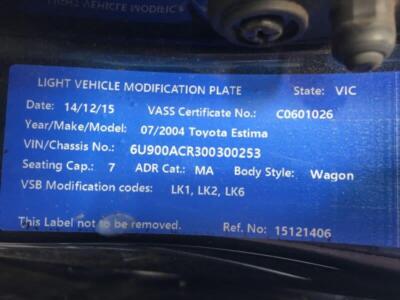 LIGHT VEHICLE MODIFICATION PLATE State: VIC
Date: 14/12/15 VASS Certificate No.: C0601026
Year/Make/Model: 07/2004 Toyota Estima
VIN/Chassis No.: 6U900ACR300300253
Seating Cap.: 7 ADR Cat.: MA Body Style: Wagon
VSB Modification codes: LK1, LK2, LK6
This Label not to be removed. Ref. No: 15121406